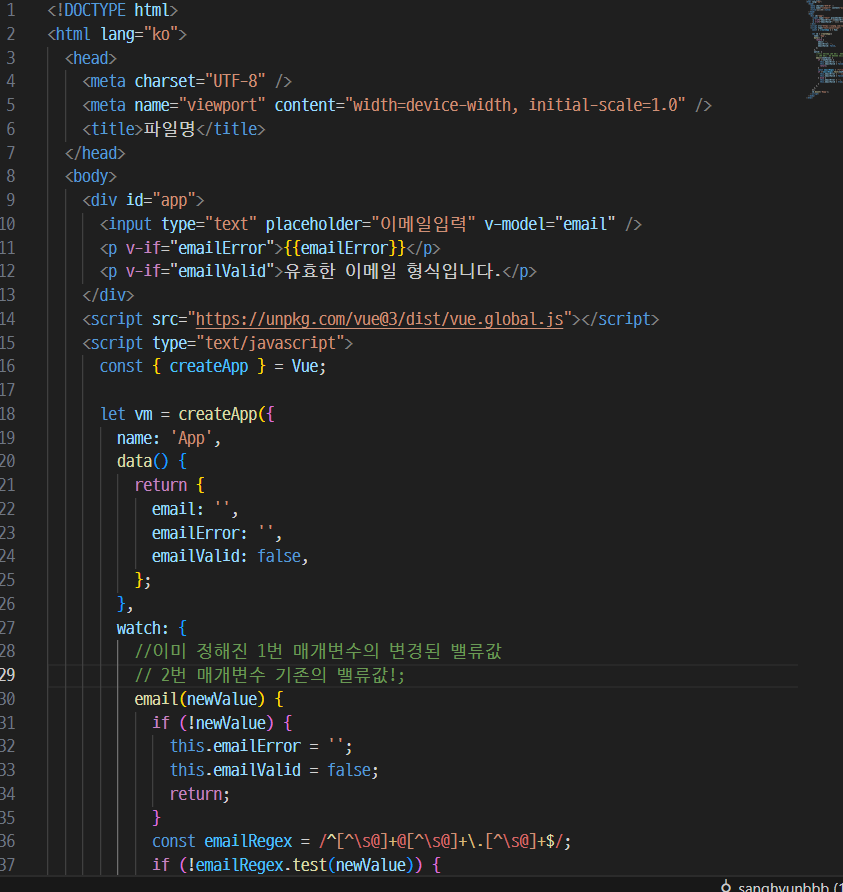 1 <!DOCTYPE html>
2 <html lang="ko">
3 <head>
4 <meta charset="UTF-8" />
5 <meta name="viewport" content="width=device-width, initial-scale=1.0" />
6 <title>파일명</title>
7 </head>
8 <body>
9 <div id="app">
10 <input type="text" placeholder="이메일입력" v-model="email" />
11 <p v-if="emailError">{{emailError}}</p>
12 <p v-if="emailValid">유효한 이메일 형식입니다.</p>
13 </div>
14 <script src="https://unpkg.com/vue@3/dist/vue.global.js"></script>
15 <script type="text/javascript">
16 const { createApp } = Vue;
17
18 let vm = createApp({
19 name: 'App',
20 data() {
21 return {
22 email: '',
23 emailError: '',
24 emailValid: false,
25 };
26 },
27 watch: {
28 //이미 정해진 1번 매개변수의 변경된 밸류값
29 // 2번 매개변수 기존의 밸류값!;
30 email(newValue) {
31 if (!newValue) {
32 this.emailError = '';
33 this.emailValid = false;
34 return;
35 }
36 const emailRegex = /^[^\s@]+@[^\s@]+\.[^\s@]+$/;
37 if (!emailRegex.test(newValue)) {